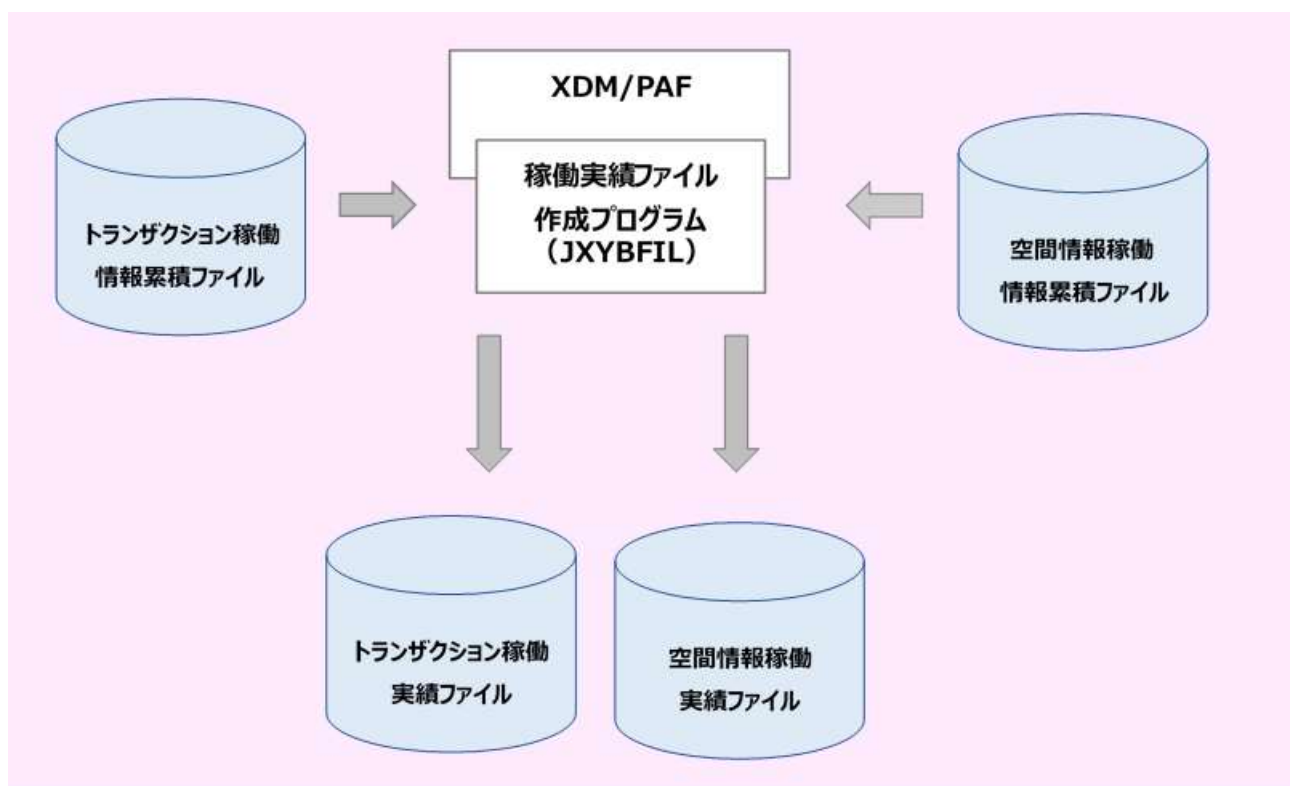 XDM/PAF
稼働実績ファイル
作成プログラム
（JXYBFIL）
トランザクション稼働
情報累積ファイル
空間情報稼働
情報累積ファイル
トランザクション稼働
実績ファイル
空間情報稼働
実績ファイル